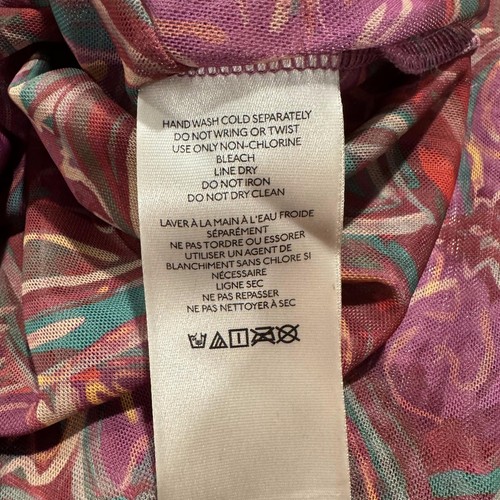 HAND WASH COLD SEPARATELY
DO NOT WRING OR TWIST
USE ONLY NON-CHLORINE
BLEACH
LINE DRY
DO NOT IRON
DO NOT DRY CLEAN
LAVER À LA MAIN À L'EAU FROIDE
SÉPARÉMENT
NE PAS TORDRE OU ESSORER
UTILISER UN AGENT DE
BLANCHIMENT SANS CHLORE SI
NÉCESSAIRE
LIGNE SEC
NE PAS REPASSER
NE PAS NETTOYER À SEC